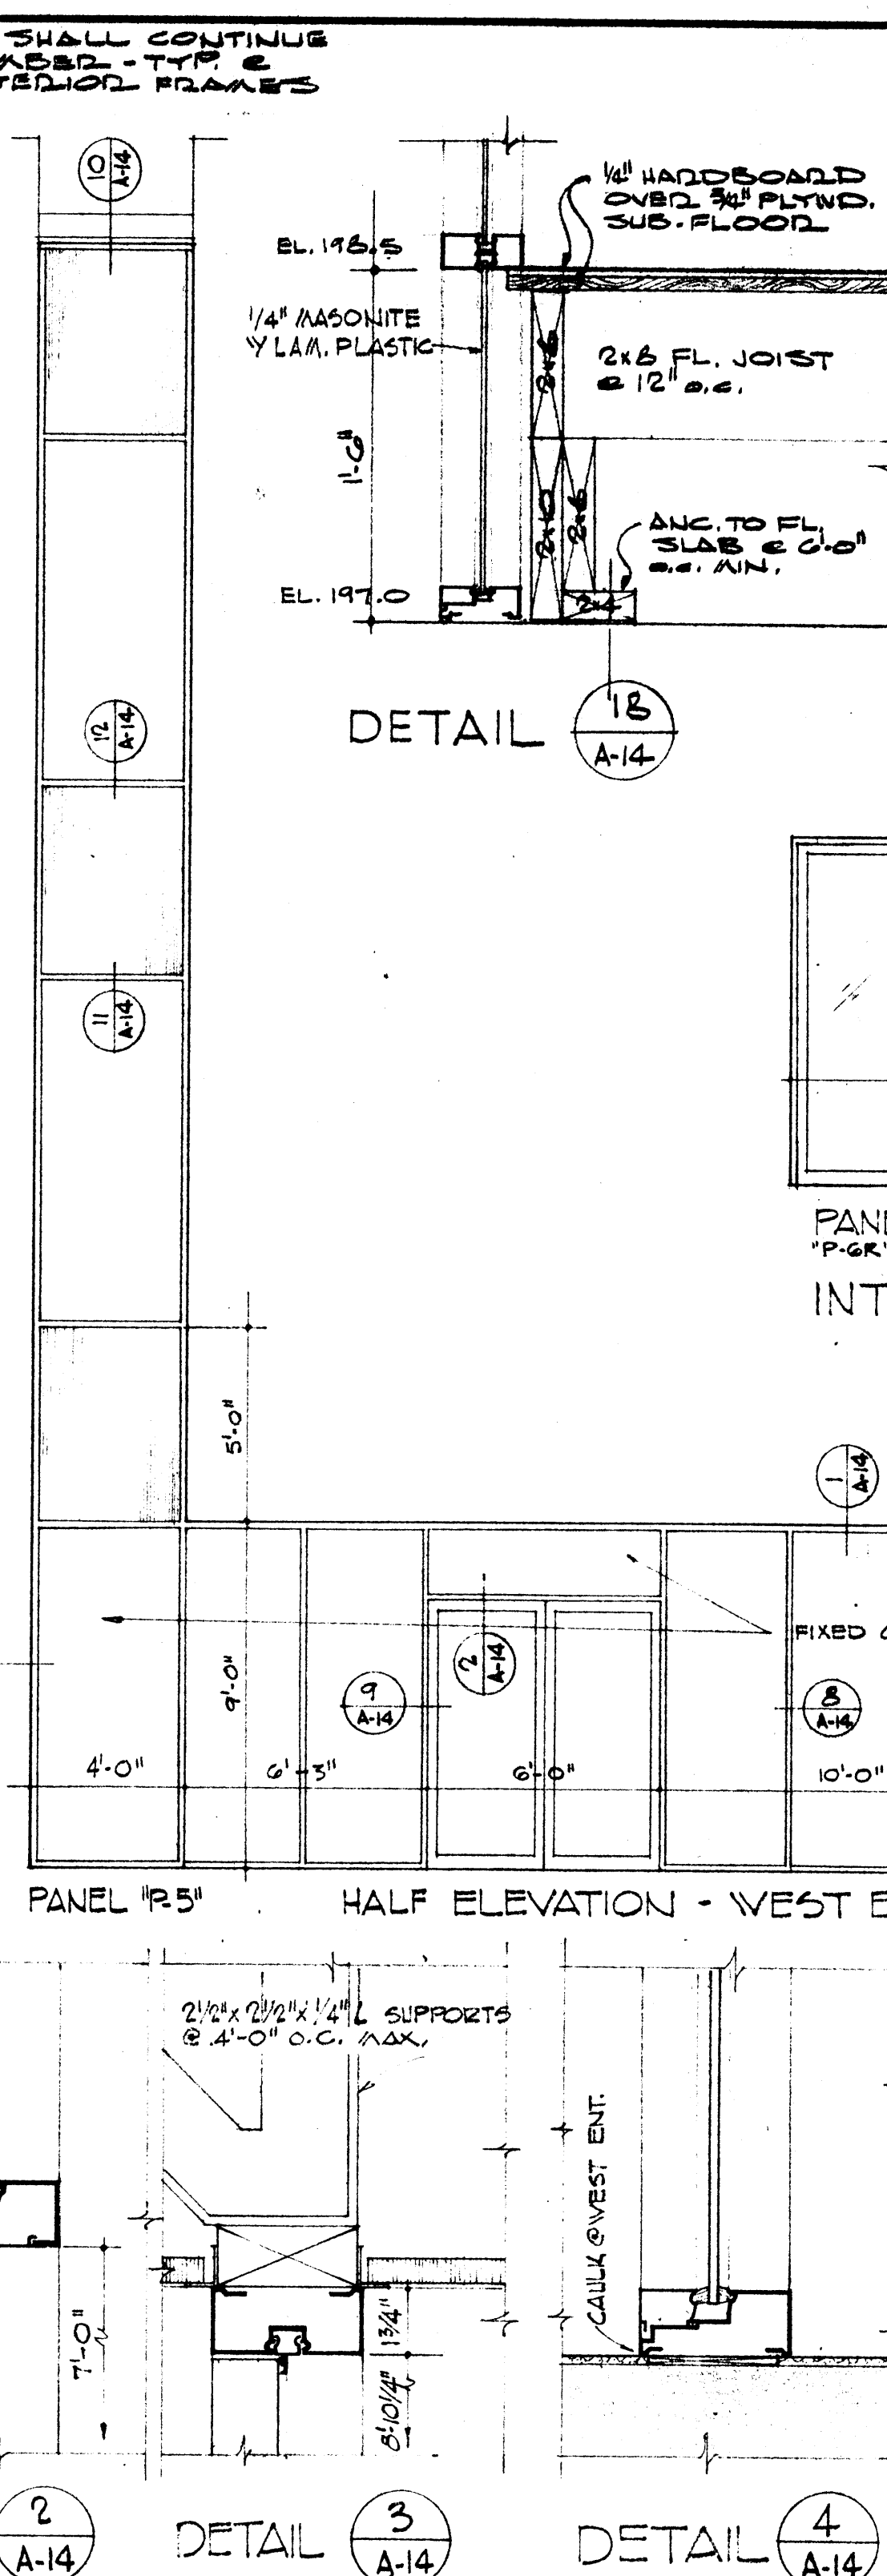 SHALL CONTINUE
MBER - TYP. @
TERIOR FRAMES
10
A-14
EL. 198.5
1/4" HARDBOARD
OVER 3/4" PLYWD.
SUB-FLOOR
1/4" MASONITE
W/ LAM. PLASTIC
2x8
2x8 FL. JOIST
@ 12" o.c.
1'-6"
2x10
2x6
ANC. TO FL.
SLAB @ 6'-0"
o.c. MIN.
EL. 197.0
2x4
DETAIL
18
A-14
12
A-14
11
A-14
PANE
"P-6R"
INT
5'-0"
1
A-14
FIXED
2
A-14
9'-0"
9
A-14
8
A-14
4'-0"
6'-3"
6'-0"
10'-0"
PANEL "P-5"
HALF ELEVATION - WEST E
2 1/2" x 2 1/2" x 1/4" L SUPPORTS
@ 4'-0" O.C. MAX.
CAULK @ WEST ENT.
7'-0"
1 3/4"
8'-10 1/4"
2
A-14
DETAIL
3
A-14
DETAIL
4
A-14